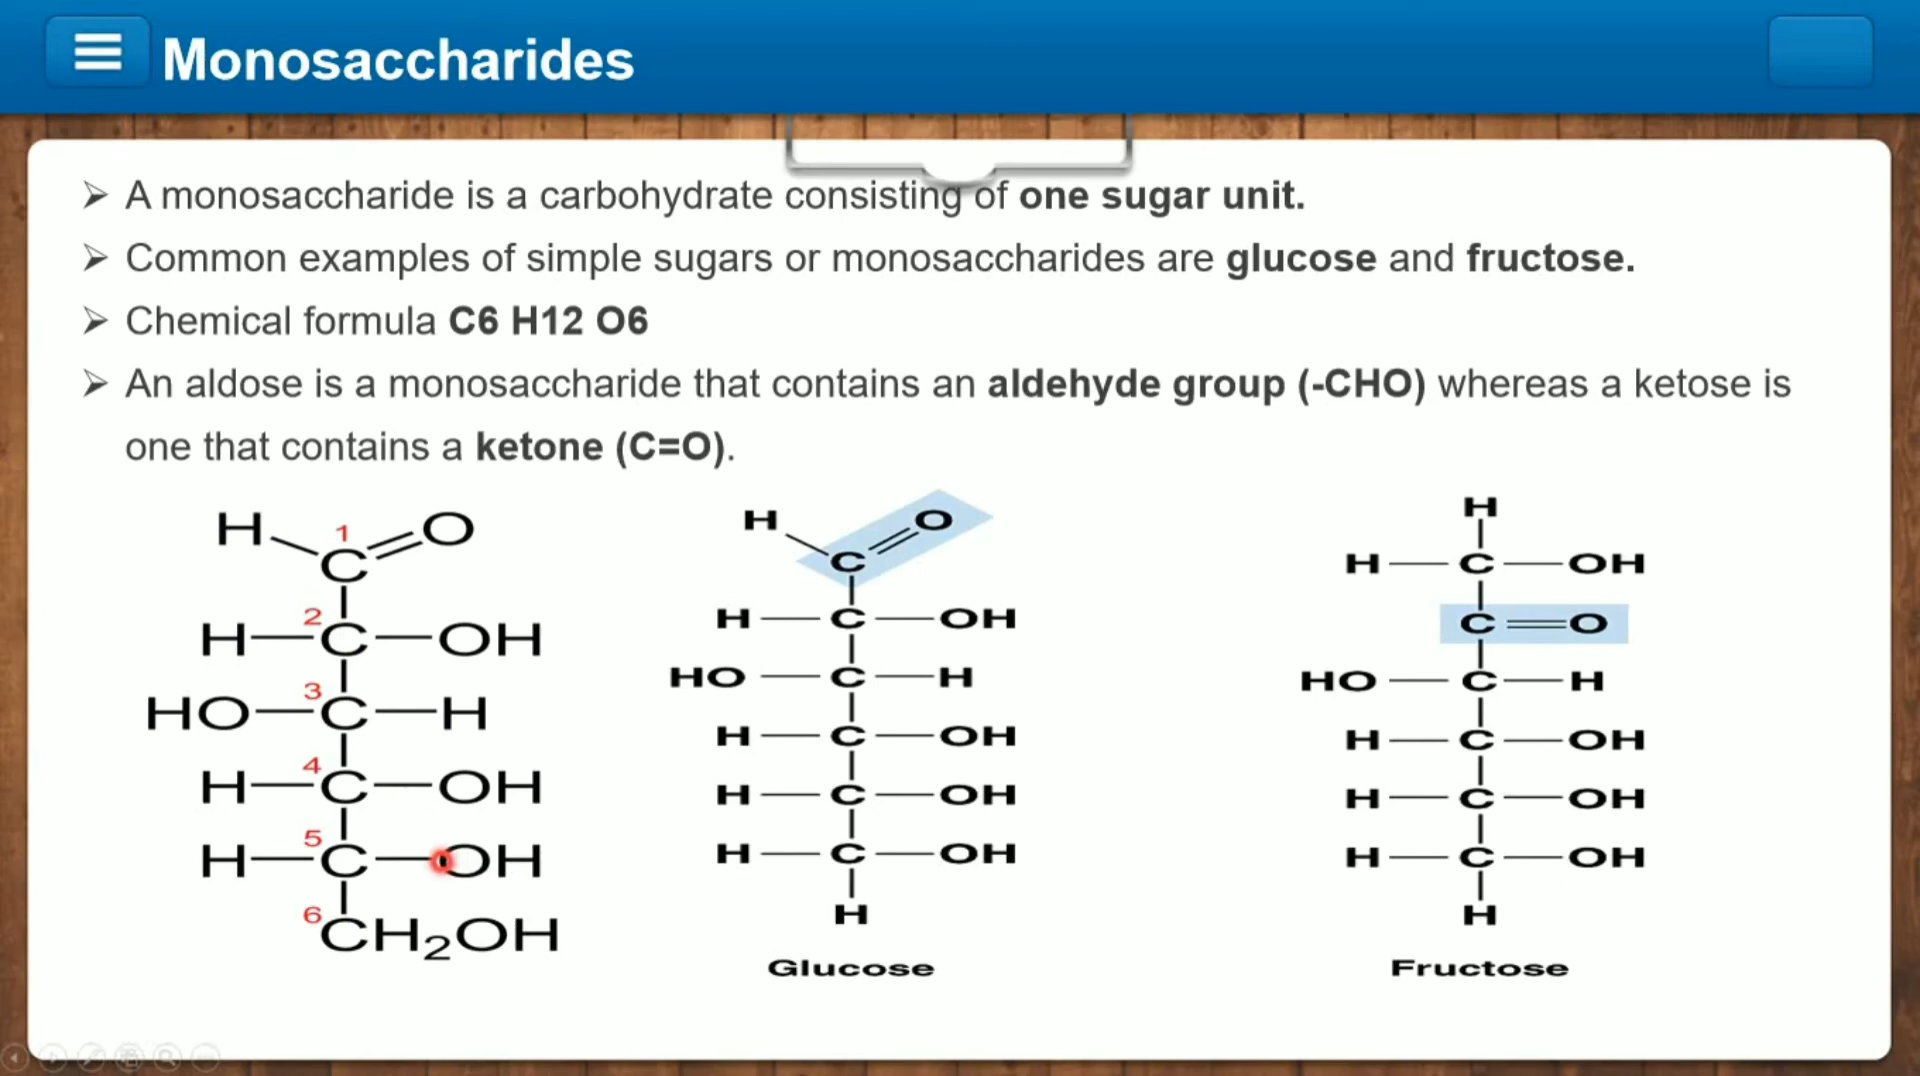 Monosaccharides
A monosaccharide is a carbohydrate consisting of one sugar unit.
Common examples of simple sugars or monosaccharides are glucose and fructose.
Chemical formula C6 H12 O6
An aldose is a monosaccharide that contains an aldehyde group (-CHO) whereas a ketose is
one that contains a ketone (C=O).
H 1 O
C
2
H C OH
3
HO C H
4
H C OH
5
H C OH
6
CH2OH
H O
C
H C OH
HO C H
H C OH
H C OH
H C OH
H
Glucose
H
H C OH
C O
HO C H
H C OH
H C OH
H C OH
H
Fructose